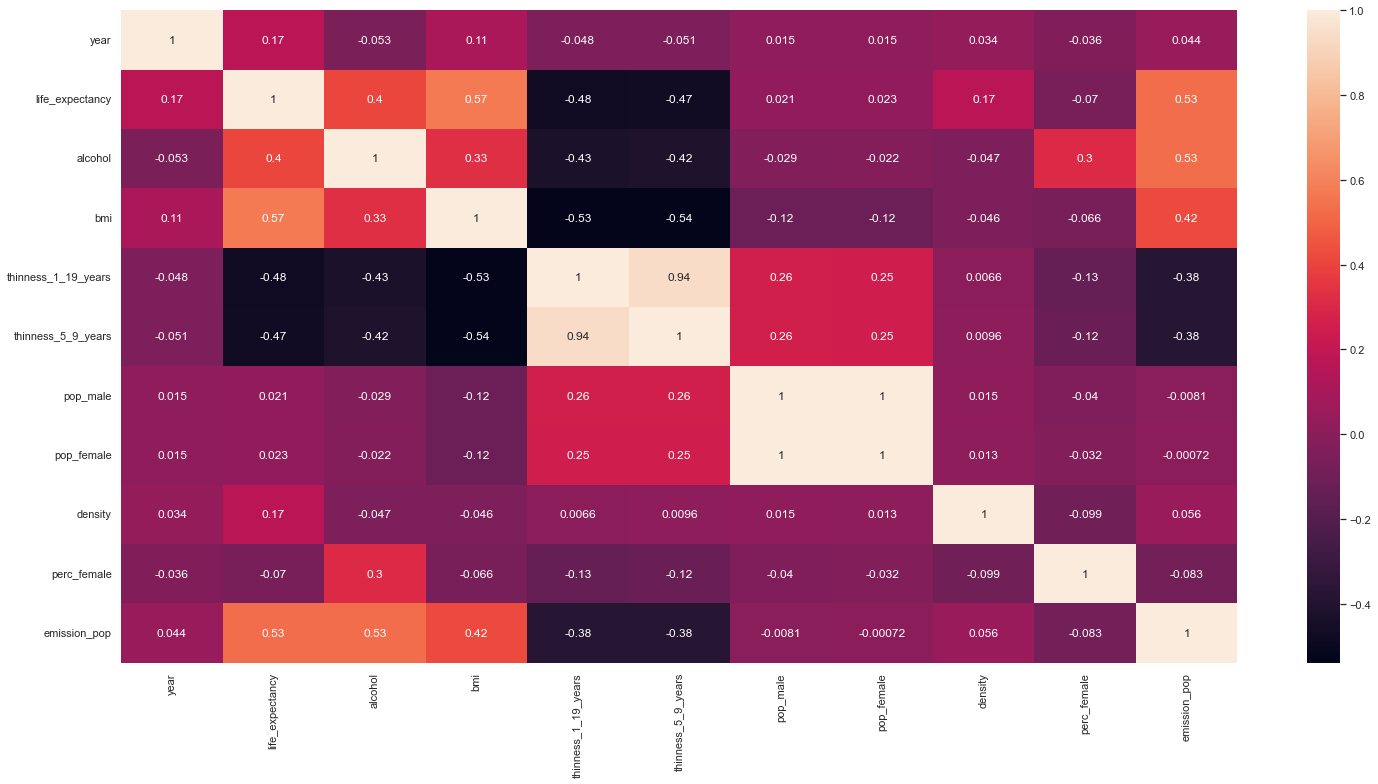 year 1 0.17 -0.053 0.11 -0.048 -0.051 0.015 0.015 0.034 -0.036 0.044
life_expectancy 0.17 1 0.4 0.57 -0.48 -0.47 0.021 0.023 0.17 -0.07 0.53
alcohol -0.053 0.4 1 0.33 -0.43 -0.42 -0.029 -0.022 -0.047 0.3 0.53
bmi 0.11 0.57 0.33 1 -0.53 -0.54 -0.12 -0.12 -0.046 -0.066 0.42
thinness_1_19_years -0.048 -0.48 -0.43 -0.53 1 0.94 0.26 0.25 0.0066 -0.13 -0.38
thinness_5_9_years -0.051 -0.47 -0.42 -0.54 0.94 1 0.26 0.25 0.0096 -0.12 -0.38
pop_male 0.015 0.021 -0.029 -0.12 0.26 0.26 1 1 0.015 -0.04 -0.0081
pop_female 0.015 0.023 -0.022 -0.12 0.25 0.25 1 1 0.013 -0.032 -0.00072
density 0.034 0.17 -0.047 -0.046 0.0066 0.0096 0.015 0.013 1 -0.099 0.056
perc_female -0.036 -0.07 0.3 -0.066 -0.13 -0.12 -0.04 -0.032 -0.099 1 -0.083
emission_pop 0.044 0.53 0.53 0.42 -0.38 -0.38 -0.0081 -0.00072 0.056 -0.083 1
year life_expectancy alcohol bmi thinness_1_19_years thinness_5_9_years pop_male pop_female density perc_female emission_pop
1.0
0.8
0.6
0.4
0.2
0.0
−0.2
−0.4